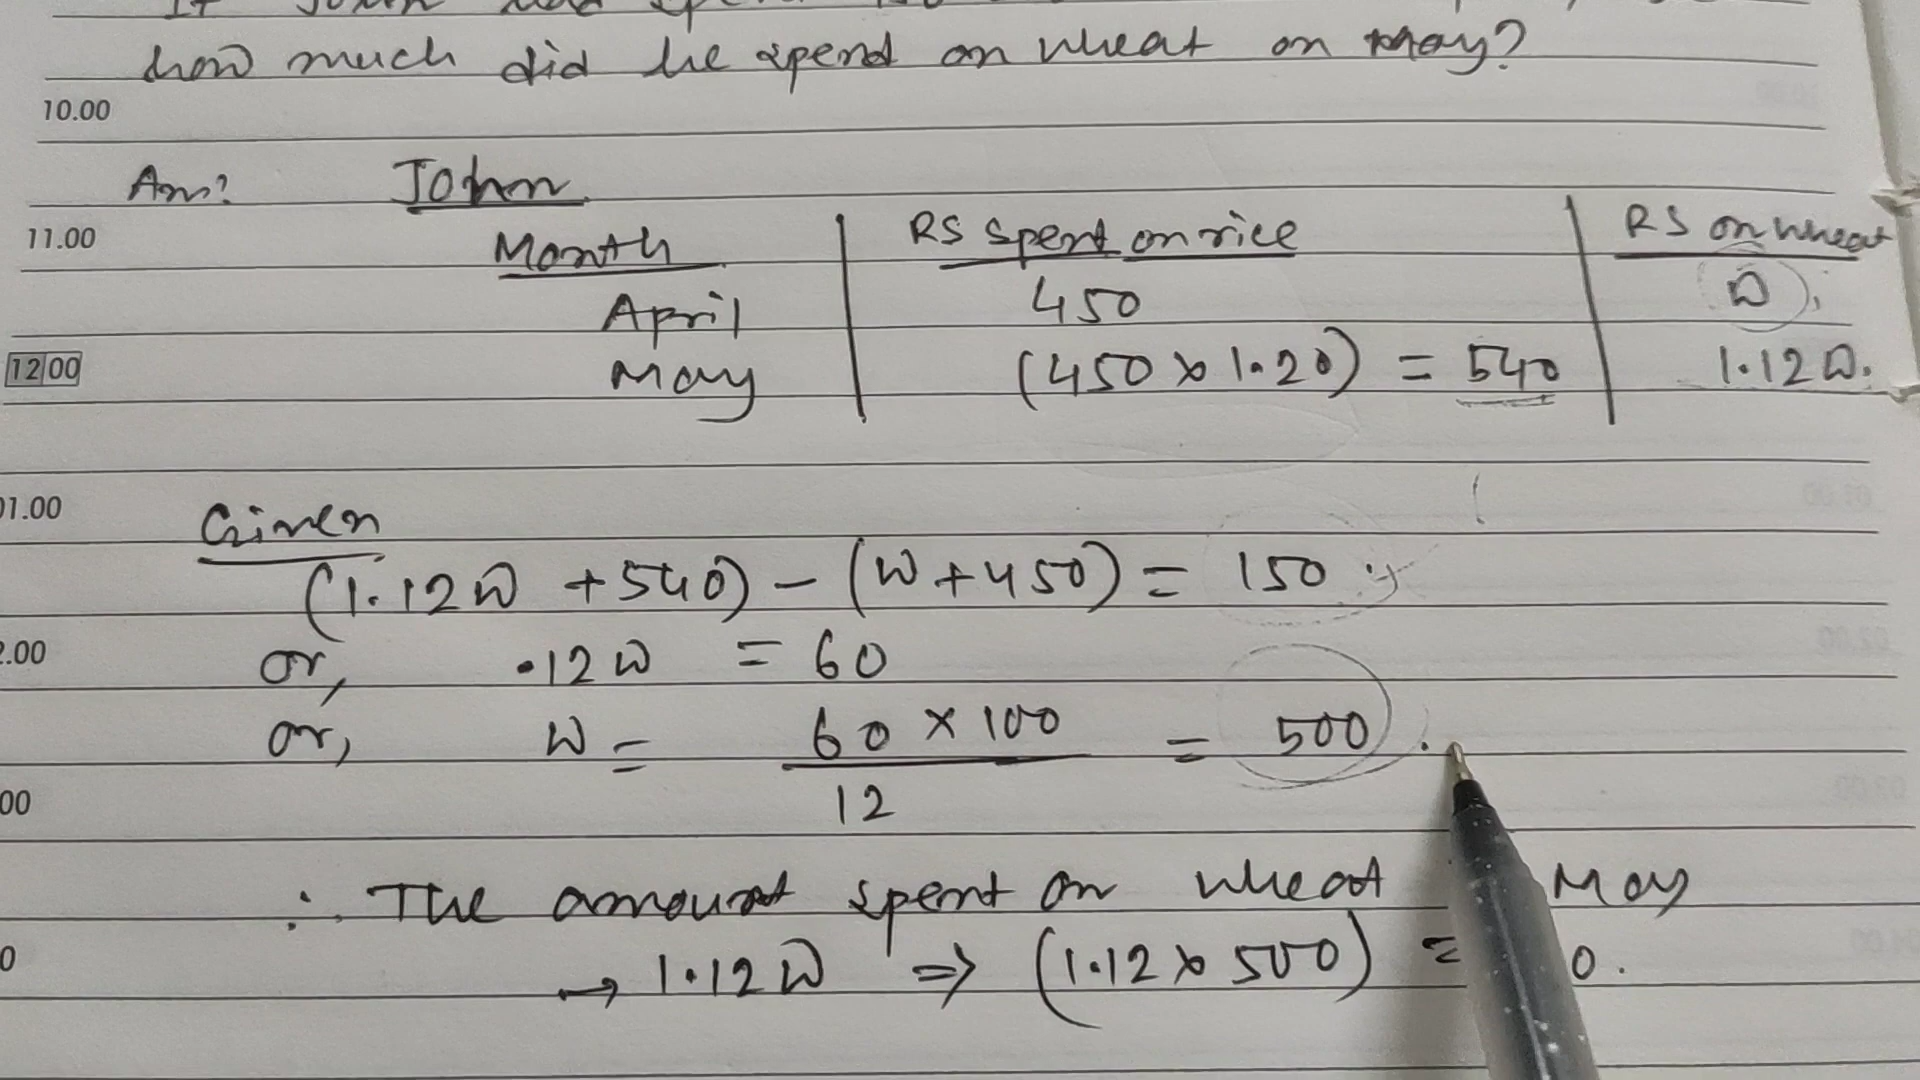 how much did he spend on wheat on May?
10.00
Ans? John
11.00
Month RS spent on rice RS on wheat
April 450 W.
12 00
May (450 x 1.20) = 540 1.12W.
01.00
Given
(1.12W + 540) - (W + 450) = 150
2.00
or, .12W = 60
or, W = 60 x 100 = 500.
00
12
∴ The amount spent on wheat May
→ 1.12W => (1.12 x 500) = 0.
0